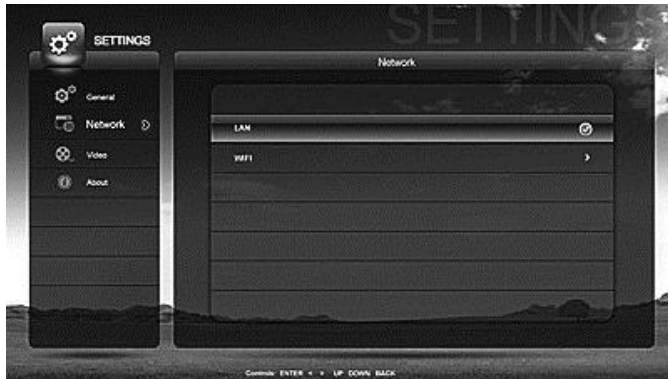 SETTINGS
SETTINGS
Network
General
Network
Video
About
LAN
WIFI
Controls: ENTER < > UP DOWN BACK